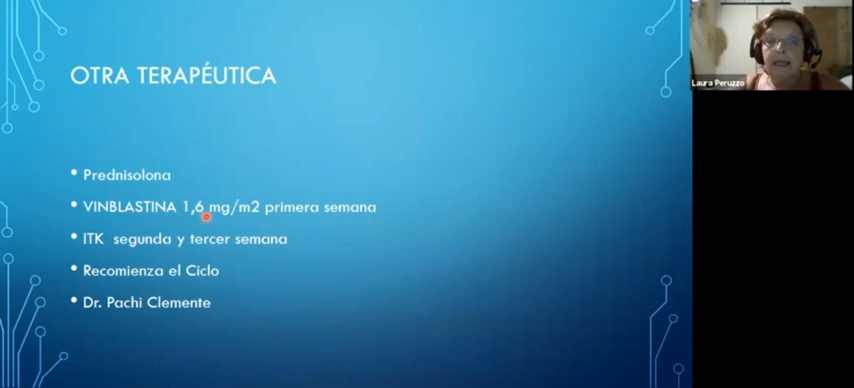 OTRA TERAPÉUTICA
• Prednisolona
• VINBLASTINA 1,6 mg/m2 primera semana
• ITK segunda y tercer semana
• Recomienza el Ciclo
• Dr. Pachi Clemente
Laura Peruzzo